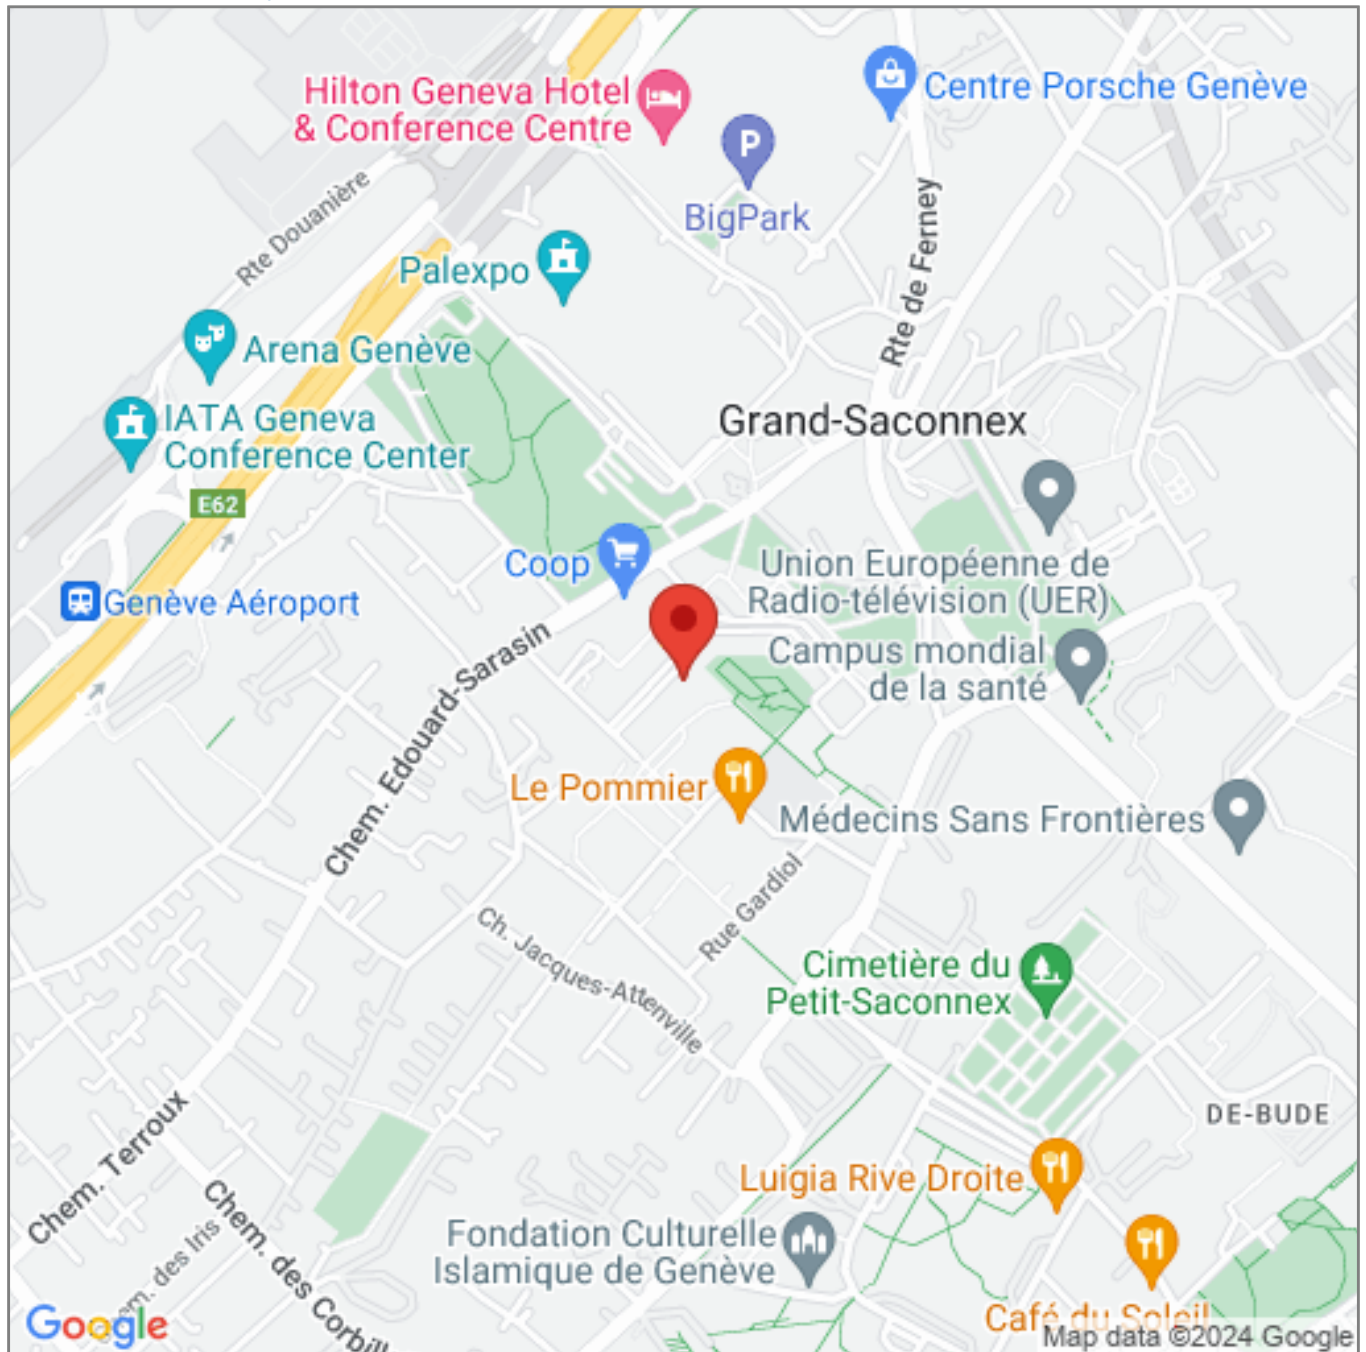 Hilton Geneva Hotel
& Conference Centre
Centre Porsche Genève
P
BigPark
Rte Douanière
Palexpo
Rte de Ferney
Arena Genève
Grand-Saconnex
IATA Geneva
Conference Center
E62
Coop
Union Européenne de
Radio-télévision (UER)
Genève Aéroport
Campus mondial
de la santé
Chem. Edouard-Sarasin
Le Pommier
Médecins Sans Frontières
Rue Gardiol
Ch. Jacques-Attenville
Cimetière du
Petit-Saconnex
Chem. Terroux
DE-BUDE
Luigia Rive Droite
Chem. des Corbill
em. des Iris
Fondation Culturelle
Islamique de Genève
Café du Soleil
Google
Map data ©2024 Google